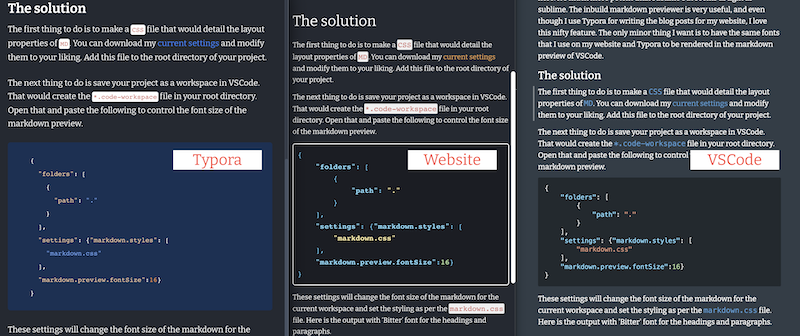 The solution
The first thing to do is to make a CSS file that would detail the layout
properties of MD. You can download my current settings and modify
them to your liking. Add this file to the root directory of your project.
The next thing to do is save your project as a workspace in VSCode.
That would create the *.code-workspace file in your root directory.
Open that and paste the following to control the font size of the
markdown preview.
Typora
{
"folders": [
{
"path": "."
}
],
"settings": {"markdown.styles": [
"markdown.css"
],
"markdown.preview.fontSize":16}
}
These settings will change the font size of the markdown for the
The solution
The first thing to do is to make a CSS file that would detail the
layout properties of MD. You can download my current settings
and modify them to your liking. Add this file to the root directory of
your project.
The next thing to do is save your project as a workspace in VSCode.
That would create the *.code-workspace file in your root directory.
Open that and paste the following to control the font size of the
markdown preview.
Website
{
"folders": [
{
"path": "."
}
],
"settings": {"markdown.styles": [
"markdown.css"
],
"markdown.preview.fontSize":16}
}
These settings will change the font size of the markdown for the
current workspace and set the styling as per the markdown.css
file. Here is the output with 'Bitter' font for the headings and
paragraphs.
sublime. The inbuild markdown previewer is very useful, and even
though I use Typora for writing the blog posts for my website, I love
this nifty feature. The only minor thing I want is to have the same fonts
that I use on my website and Typora to be rendered in the markdown
preview of VSCode.
The solution
The first thing to do is to make a CSS file that would detail the layout
properties of MD. You can download my current settings and modify
them to your liking. Add this file to the root directory of your project.
The next thing to do is save your project as a workspace in VSCode.
That would create the *.code-workspace file in your root directory.
Open that and paste the following to control
markdown preview.
VSCode
{
"folders": [
{
"path": "."
}
],
"settings": {"markdown.styles": [
"markdown.css"
],
"markdown.preview.fontSize":16}
}
These settings will change the font size of the markdown for the
current workspace and set the styling as per the markdown.css file.
Here is the output with 'Bitter' font for the headings and paragraphs.